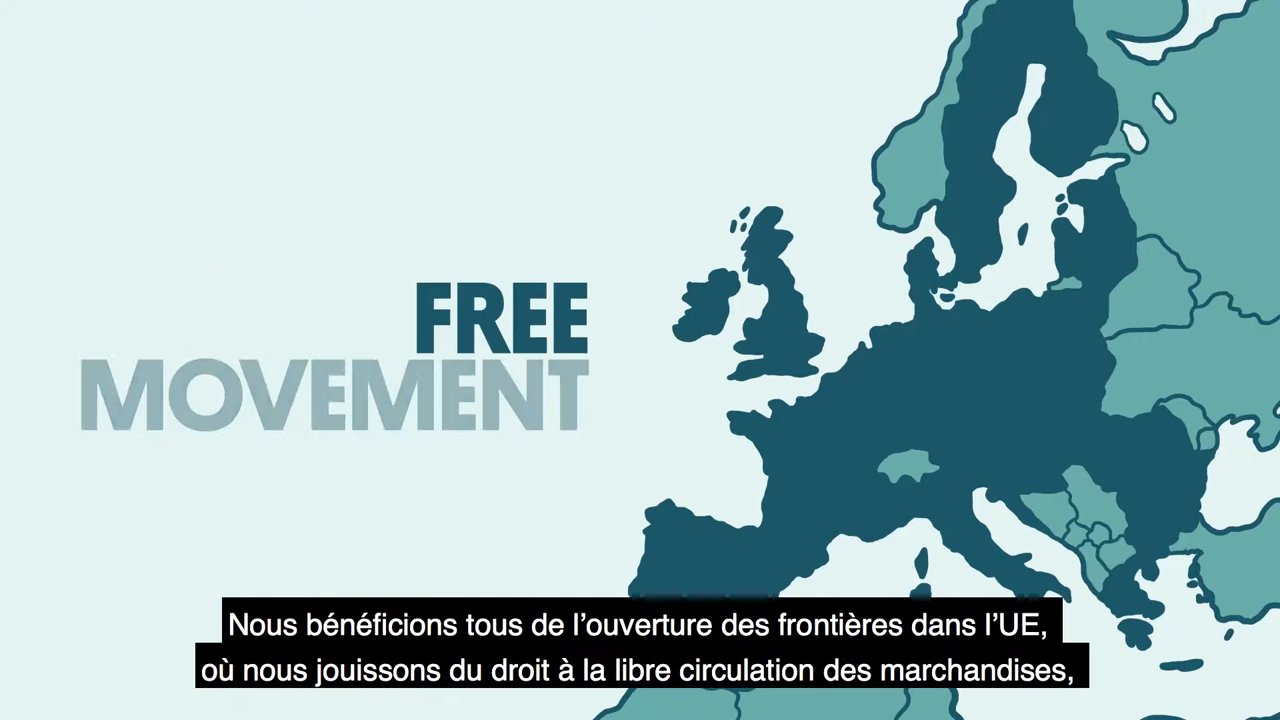 FREE
MOVEMENT
Nous bénéficions tous de l’ouverture des frontières dans l’UE,
où nous jouissons du droit à la libre circulation des marchandises,